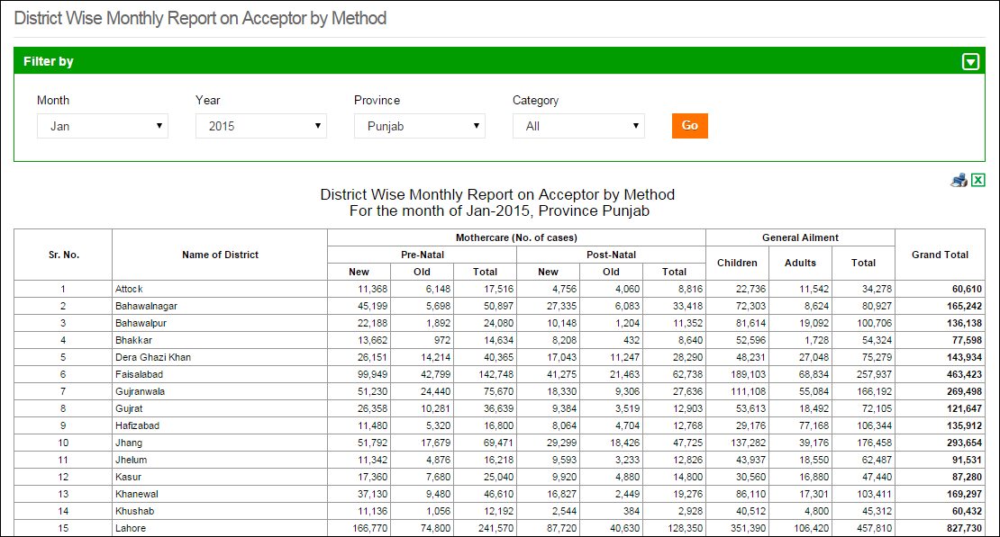 District Wise Monthly Report on Acceptor by Method
Filter by
Month Year Province Category
Jan 2015 Punjab All Go
District Wise Monthly Report on Acceptor by Method
For the month of Jan-2015, Province Punjab
Sr. No. Name of District Mothercare (No. of cases) General Ailment Grand Total
Pre-Natal Post-Natal Children Adults Total
New Old Total New Old Total
1 Attock 11,368 6,148 17,516 4,756 4,060 8,816 22,736 11,542 34,278 60,610
2 Bahawalnagar 45,199 5,698 50,897 27,335 6,083 33,418 72,303 8,624 80,927 165,242
3 Bahawalpur 22,188 1,892 24,080 10,148 1,204 11,352 81,614 19,092 100,706 136,138
4 Bhakkar 13,662 972 14,634 8,208 432 8,640 52,596 1,728 54,324 77,598
5 Dera Ghazi Khan 26,151 14,214 40,365 17,043 11,247 28,290 48,231 27,048 75,279 143,934
6 Faisalabad 99,949 42,799 142,748 41,275 21,463 62,738 189,103 68,834 257,937 463,423
7 Gujranwala 51,230 24,440 75,670 18,330 9,306 27,636 111,108 55,084 166,192 269,498
8 Gujrat 26,358 10,281 36,639 9,384 3,519 12,903 53,613 18,492 72,105 121,647
9 Hafizabad 11,480 5,320 16,800 8,064 4,704 12,768 29,176 77,168 106,344 135,912
10 Jhang 51,792 17,679 69,471 29,299 18,426 47,725 137,282 39,176 176,458 293,654
11 Jhelum 11,342 4,876 16,218 9,593 3,233 12,826 43,937 18,550 62,487 91,531
12 Kasur 17,360 7,680 25,040 9,920 4,880 14,800 30,560 16,880 47,440 87,280
13 Khanewal 37,130 9,480 46,610 16,827 2,449 19,276 86,110 17,301 103,411 169,297
14 Khushab 11,136 1,056 12,192 2,544 384 2,928 40,512 4,800 45,312 60,432
15 Lahore 166,770 74,800 241,570 87,720 40,630 128,350 351,390 106,420 457,810 827,730